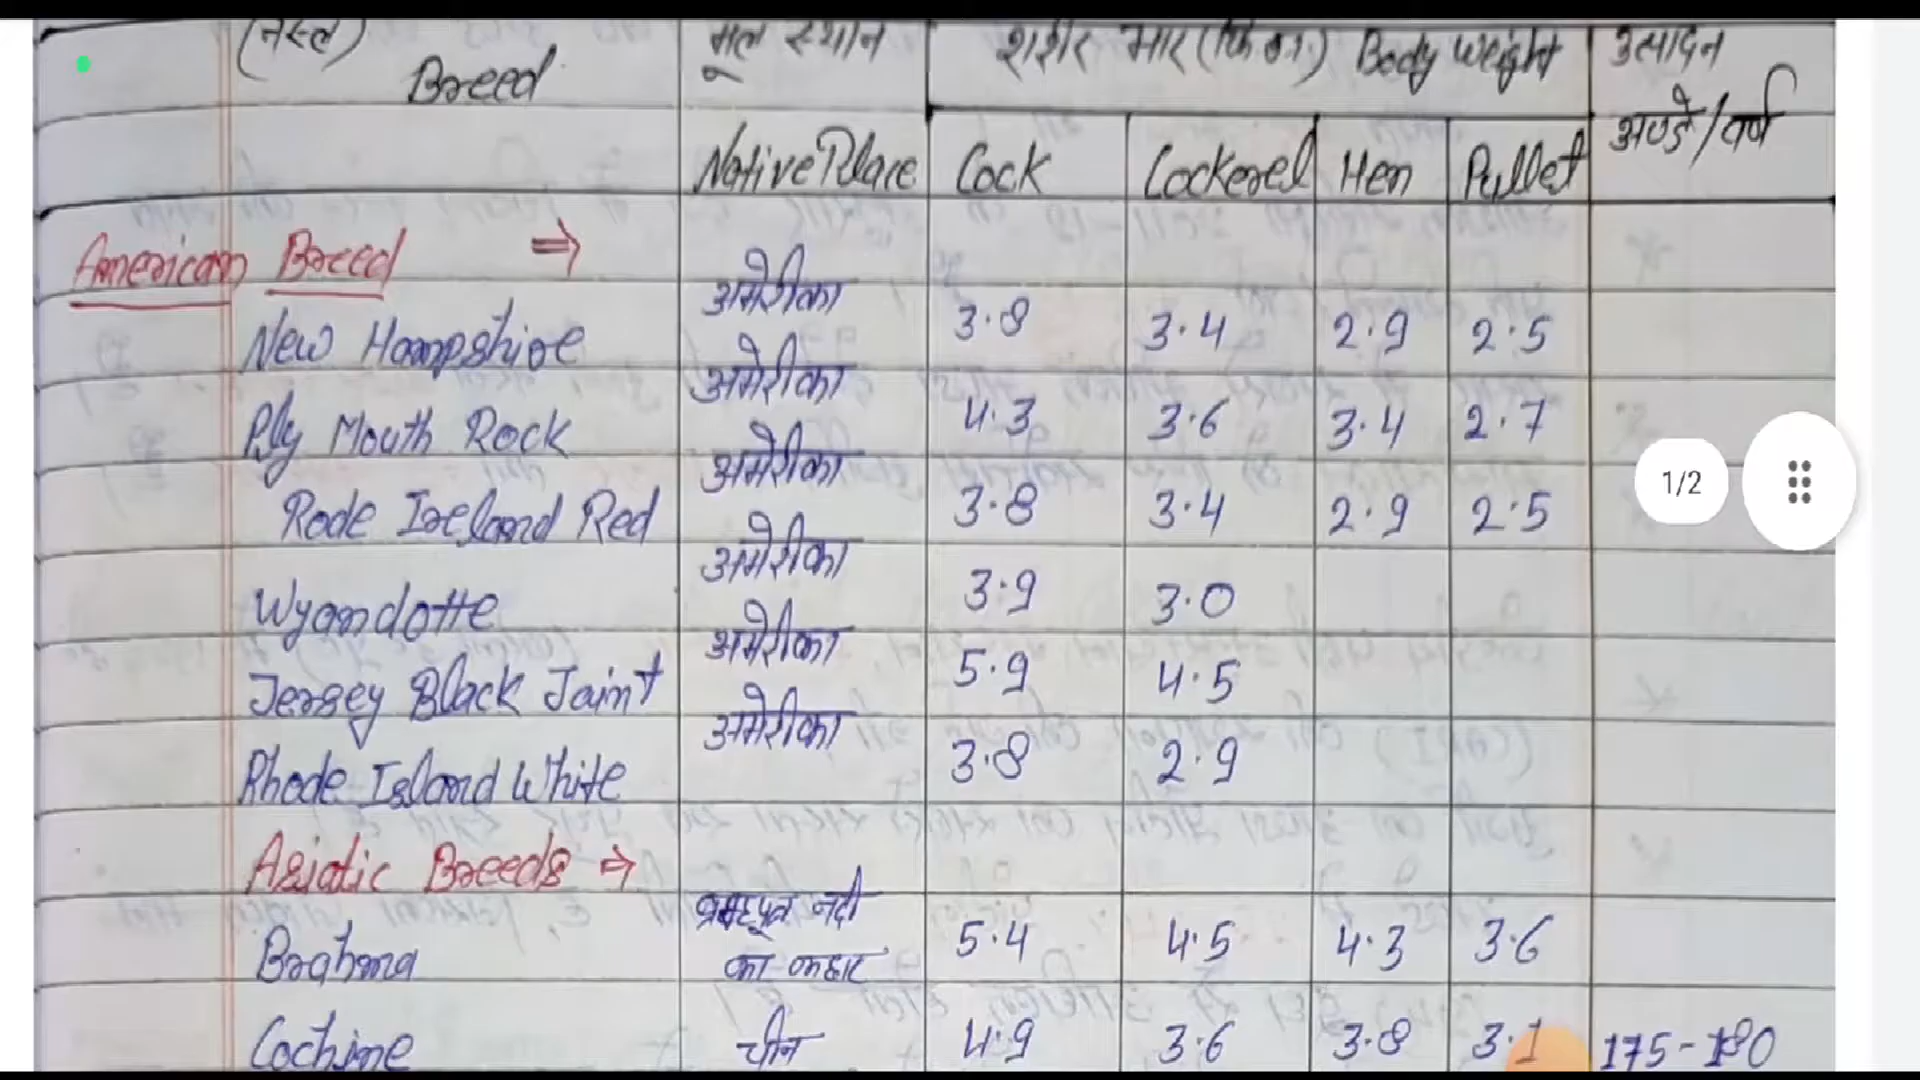 (नस्ल) मूल स्थान शरीर भार (कि.ग्रा.) Body Weight उत्पादन
Breed अण्डे/वर्ष
Native Place Cock Cockerel Hen Pullet
American Breed ⇒
New Hampshire अमेरीका 3.8 3.4 2.9 2.5
Ply Mouth Rock अमेरीका 4.3 3.6 3.4 2.7
Rode Ireland Red अमेरीका 3.8 3.4 2.9 2.5
Wyandotte अमेरीका 3.9 3.0
Jersey Black Jaint अमेरीका 5.9 4.5
Rhode Island White अमेरीका 3.8 2.9
Asiatic Breeds ⇒
Brahma नदी का 5.4 4.5 4.3 3.6
Cochine चीन 4.9 3.6 3.8 3.1 175-180
1/2